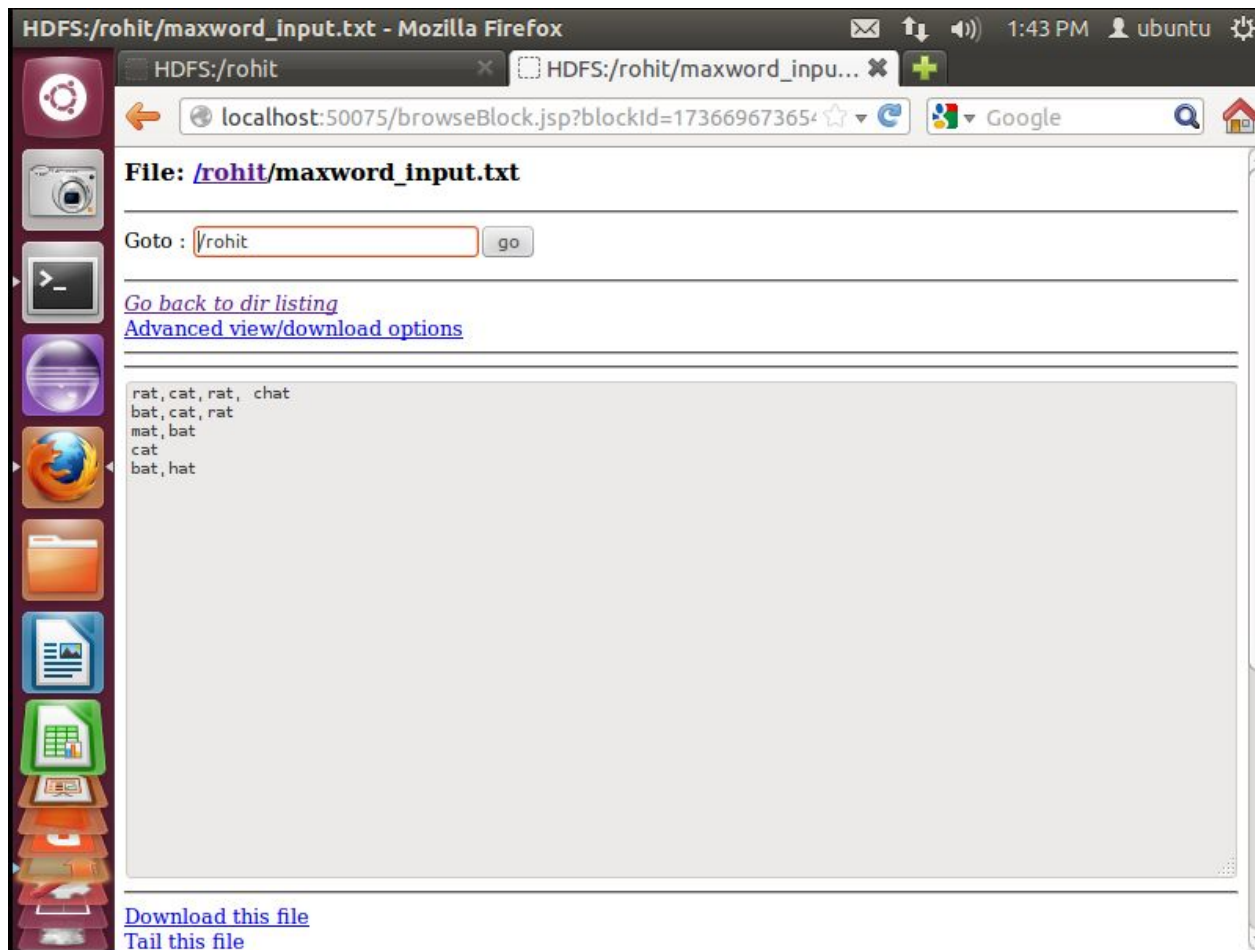 HDFS:/rohit/maxword_input.txt - Mozilla Firefox 1:43 PM ubuntu
HDFS:/rohit HDFS:/rohit/maxword_inpu...
localhost:50075/browseBlock.jsp?blockId=173669673654 Google
File: /rohit/maxword_input.txt
Goto : /rohit go
Go back to dir listing
Advanced view/download options
rat,cat,rat, chat
bat,cat,rat
mat,bat
cat
bat,hat
Download this file
Tail this file